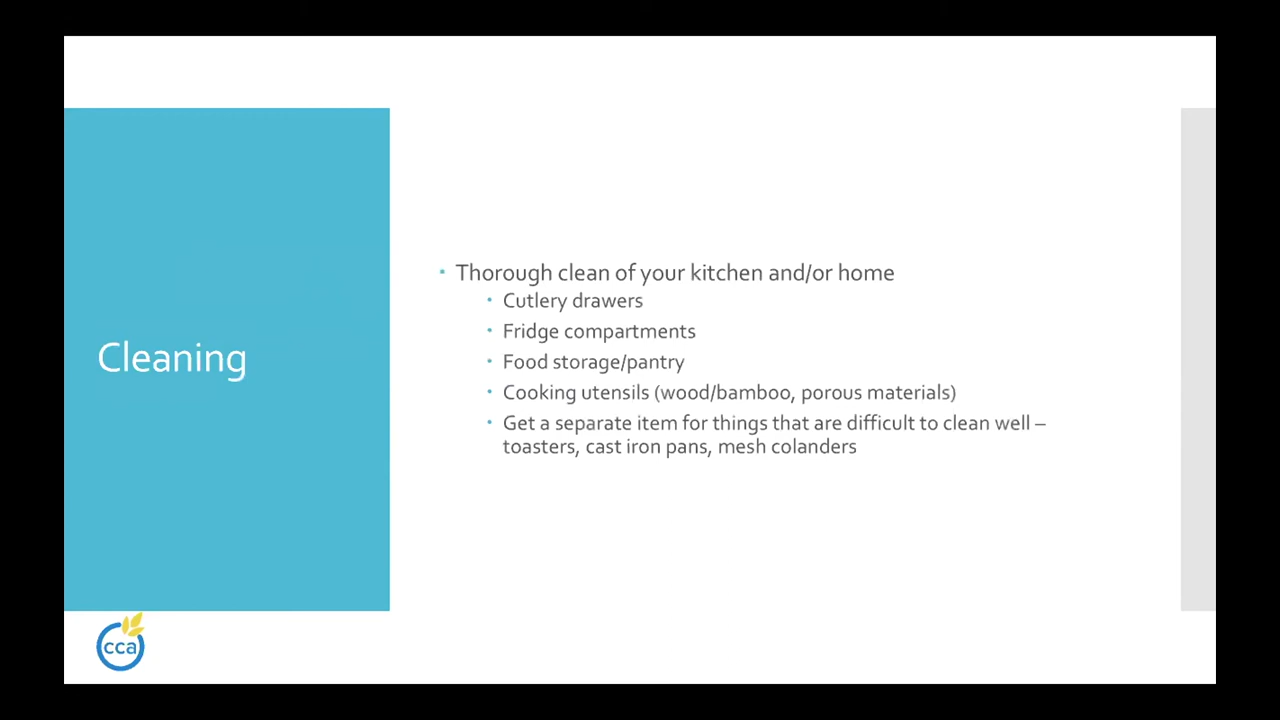 Cleaning
• Thorough clean of your kitchen and/or home
• Cutlery drawers
• Fridge compartments
• Food storage/pantry
• Cooking utensils (wood/bamboo, porous materials)
• Get a separate item for things that are difficult to clean well –
toasters, cast iron pans, mesh colanders
cca